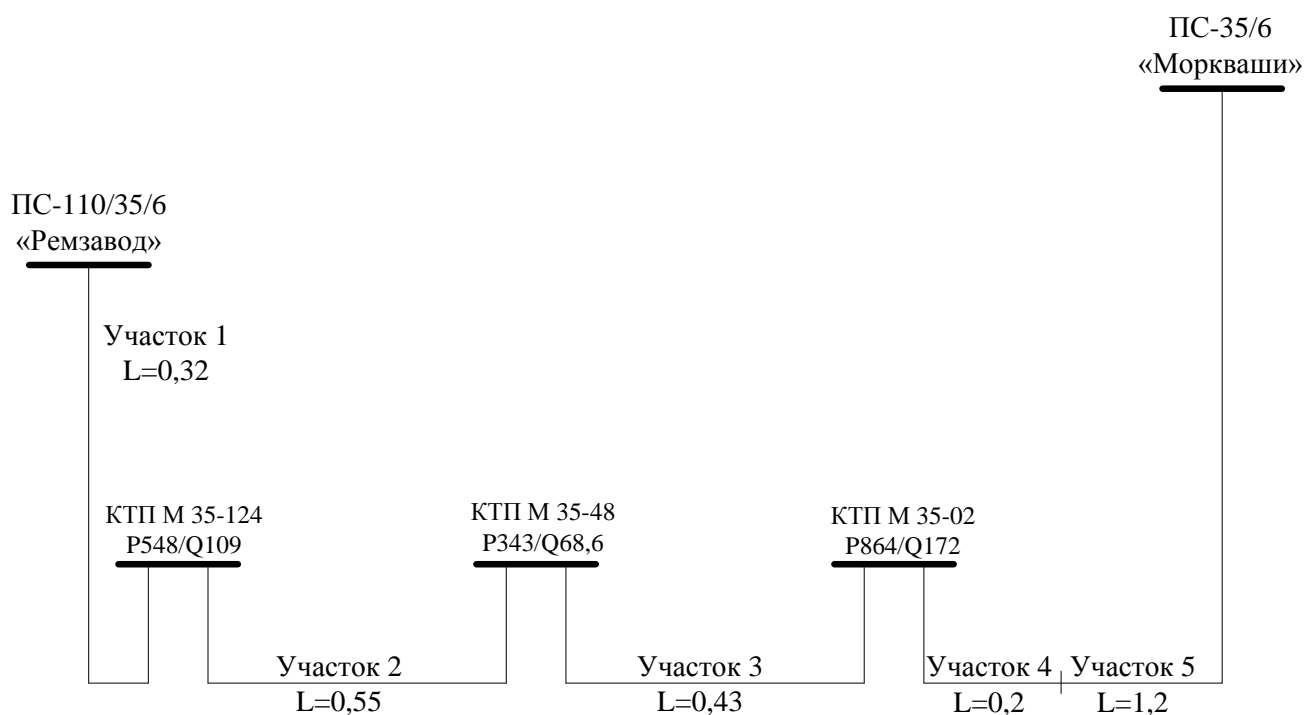 ПС-35/6
«Моркваши»
ПС-110/35/6
«Ремзавод»
Участок 1
L=0,32
КТП М 35-124
P548/Q109
КТП М 35-48
P343/Q68,6
КТП М 35-02
P864/Q172
Участок 2
L=0,55
Участок 3
L=0,43
Участок 4
L=0,2
Участок 5
L=1,2